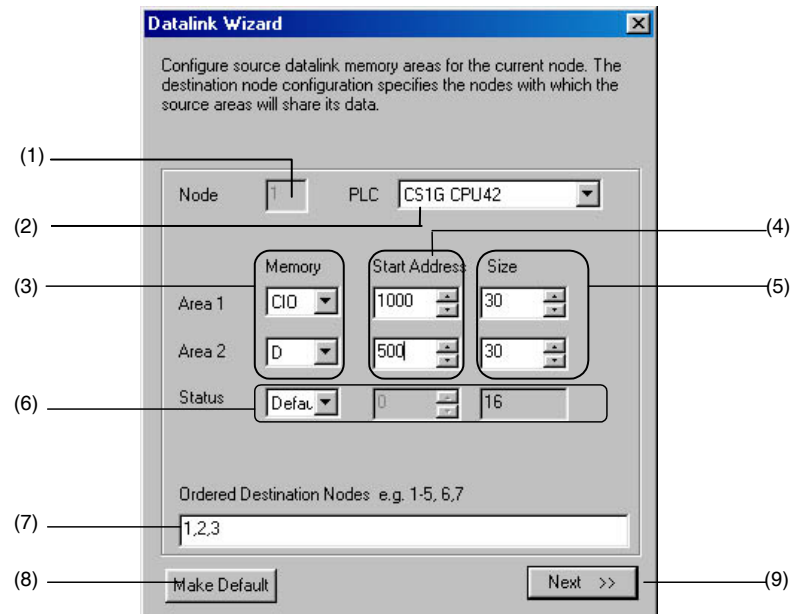 Datalink Wizard
Configure source datalink memory areas for the current node. The
destination node configuration specifies the nodes with which the
source areas will share its data.
(1)
Node 1 PLC CS1G CPU42
(2) (4)
Memory Start Address Size
(3) (5)
Area 1 CIO 1000 30
Area 2 D 500 30
(6) Status Defau 0 16
Ordered Destination Nodes e.g. 1-5, 6,7
(7) 1,2,3
(8) Make Default Next >> (9)